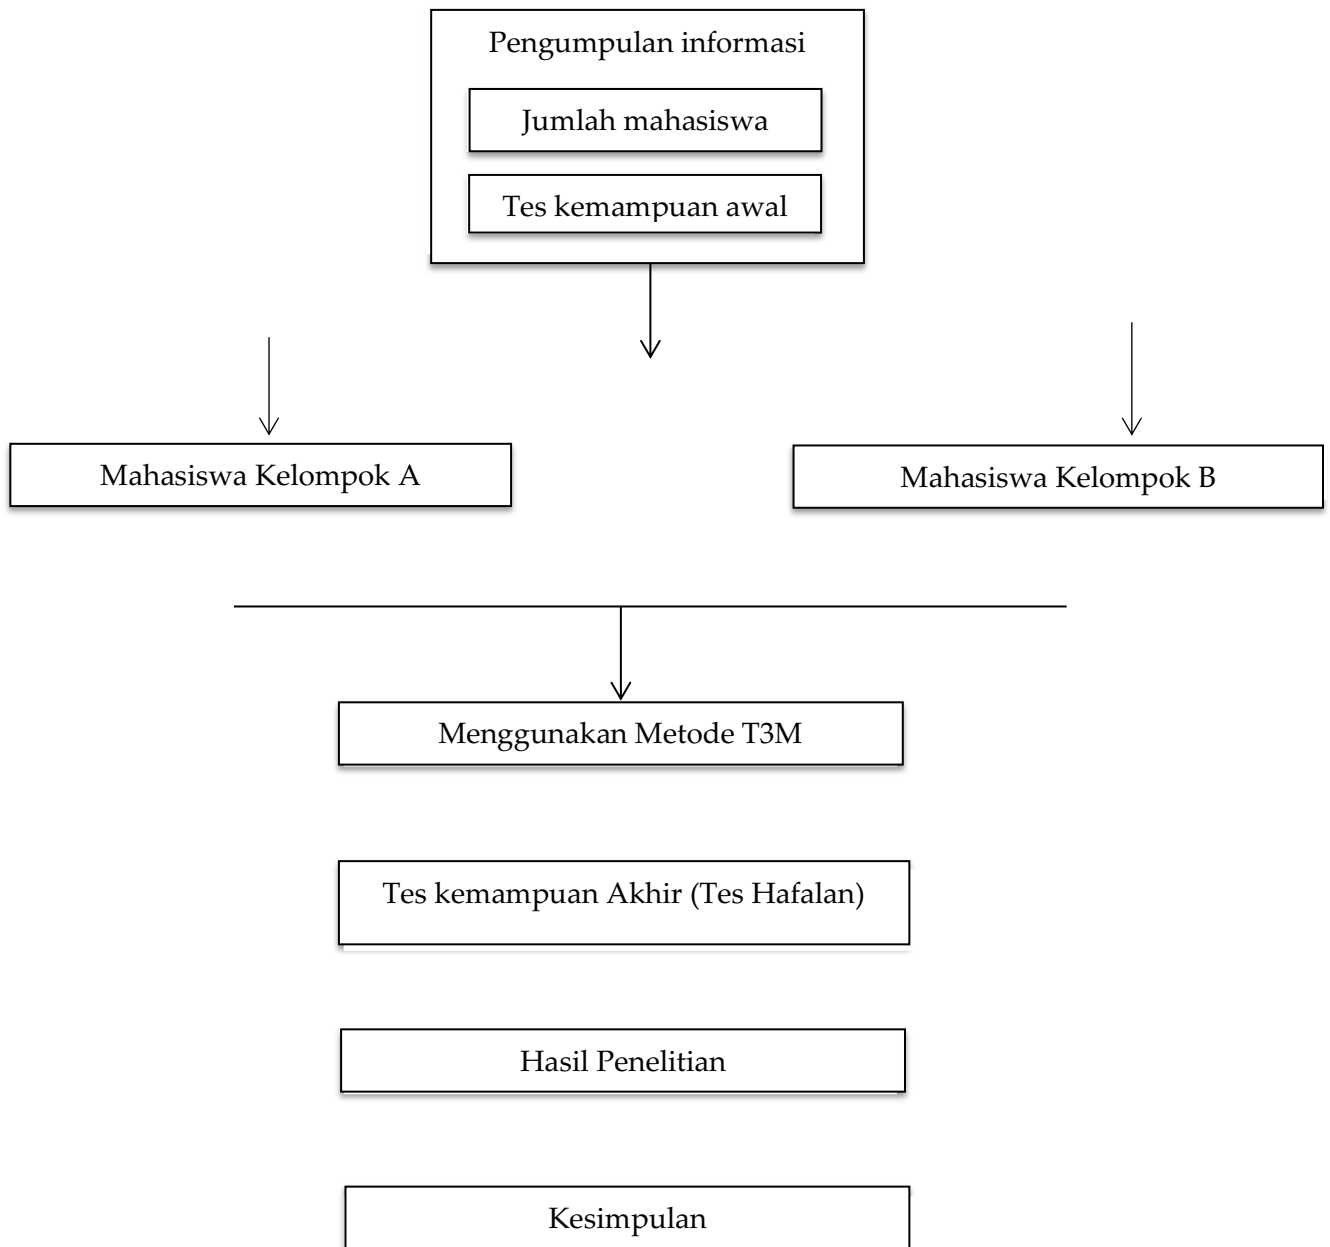 Pengumpulan informasi
Jumlah mahasiswa
Tes kemampuan awal
Mahasiswa Kelompok A
Mahasiswa Kelompok B
Menggunakan Metode T3M
Tes kemampuan Akhir (Tes Hafalan)
Hasil Penelitian
Kesimpulan